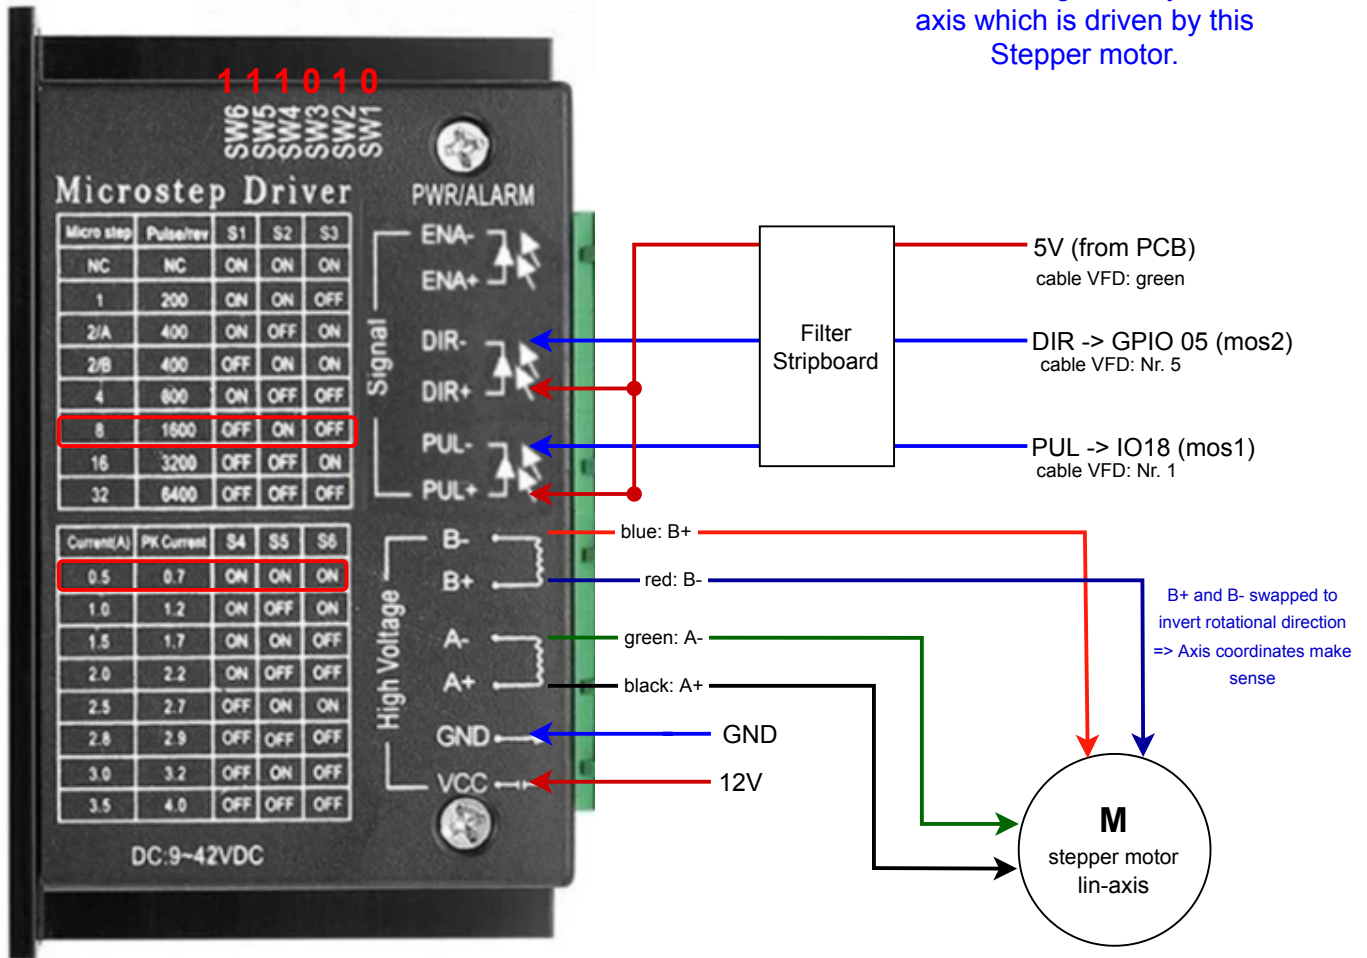 axis which is driven by this
Stepper motor.
1 1 1 0 1 0
SW6
SW5
SW4
SW3
SW2
SW1
Microstep Driver
PWR/ALARM
Micro step Pulse/rev S1 S2 S3
NC NC ON ON ON
1 200 ON ON OFF
2/A 400 ON OFF ON
2/B 400 OFF ON ON
4 800 ON OFF OFF
8 1600 OFF ON OFF
16 3200 OFF OFF ON
32 6400 OFF OFF OFF
Current(A) PK Current S4 S5 S6
0.5 0.7 ON ON ON
1.0 1.2 ON OFF ON
1.5 1.7 ON ON OFF
2.0 2.2 ON OFF OFF
2.5 2.7 OFF ON ON
2.8 2.9 OFF OFF OFF
3.0 3.2 OFF ON OFF
3.5 4.0 OFF OFF OFF
DC:9~42VDC
Signal
ENA-
ENA+
DIR-
DIR+
PUL-
PUL+
High Voltage
B-
B+
A-
A+
GND
VCC
Filter
Stripboard
5V (from PCB)
cable VFD: green
DIR -> GPIO 05 (mos2)
cable VFD: Nr. 5
PUL -> IO18 (mos1)
cable VFD: Nr. 1
blue: B+
red: B-
green: A-
black: A+
GND
12V
B+ and B- swapped to
invert rotational direction
=> Axis coordinates make
sense
M
stepper motor
lin-axis